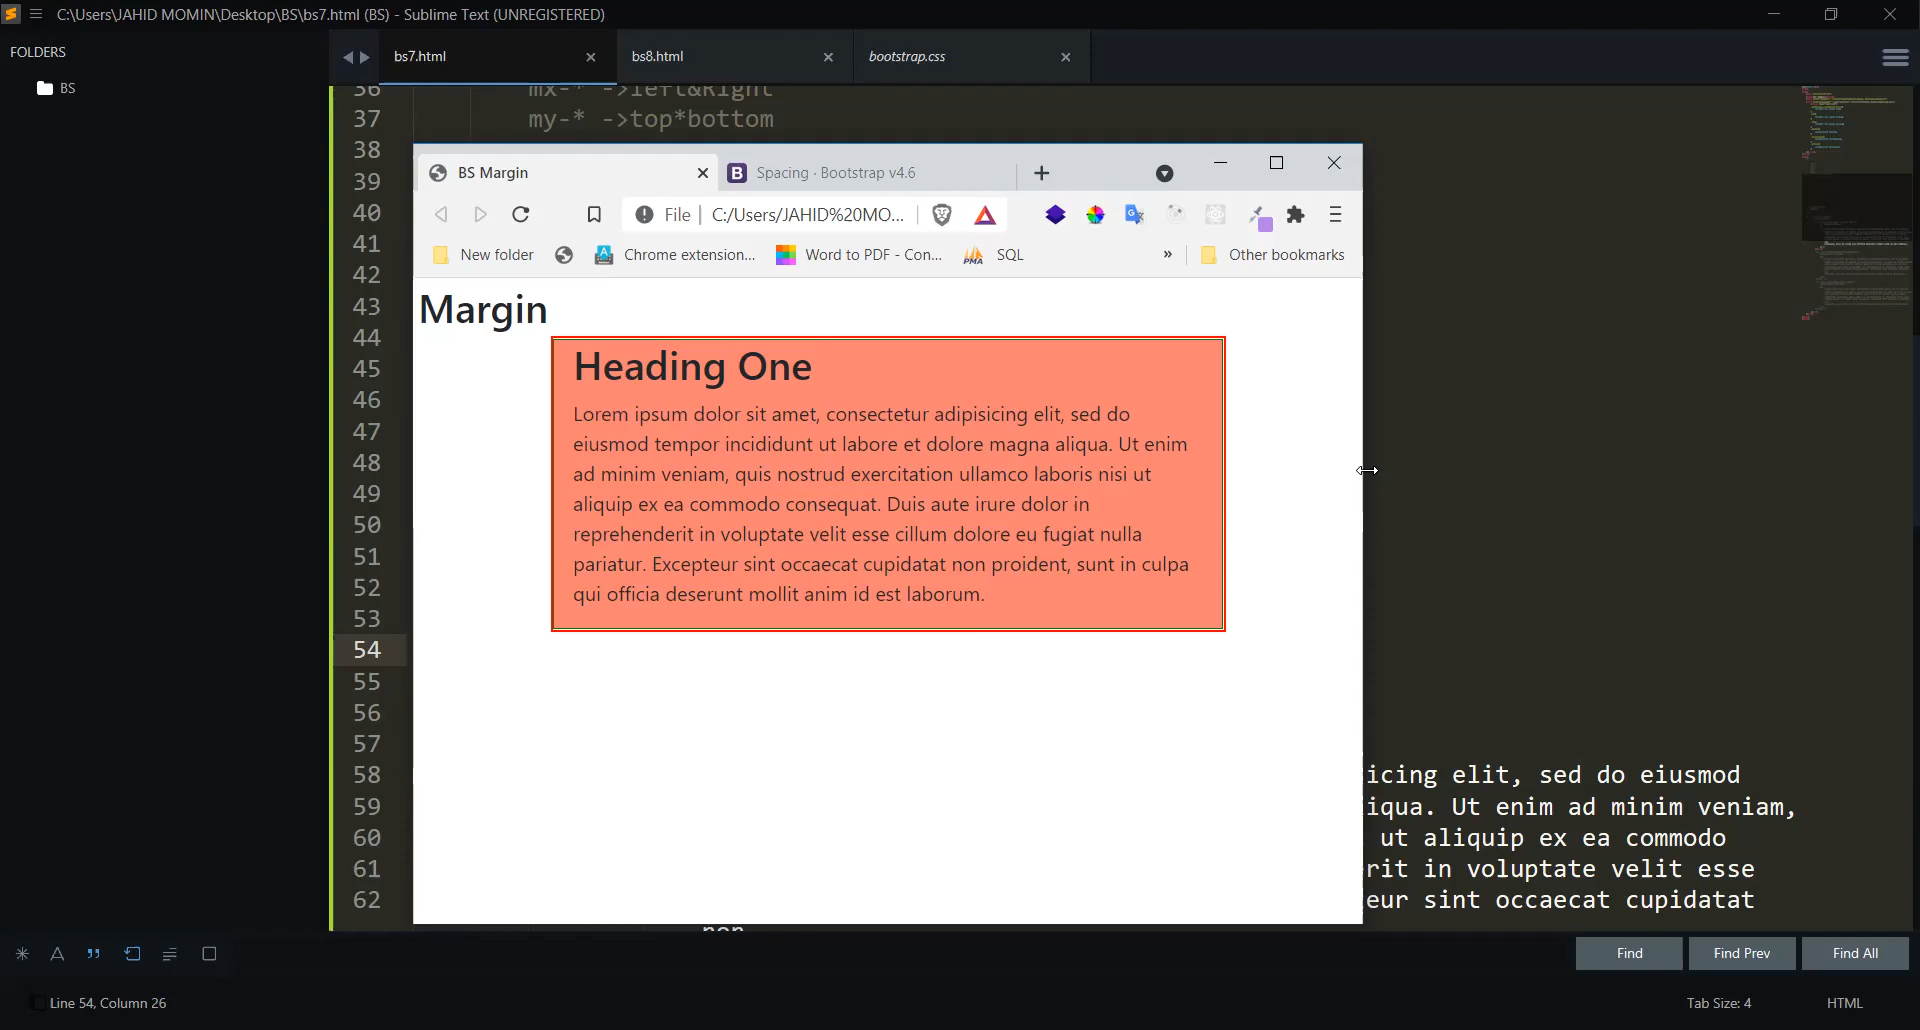 C:\Users\JAHID MOMIN\Desktop\BS\bs7.html (BS) - Sublime Text (UNREGISTERED)
FOLDERS
BS
bs7.html
bs8.html
bootstrap.css
36 mx-* ->left&Right
37 my-* ->top*bottom
38
39
40
41
42
43
44
45
46
47
48
49
50
51
52
53
54
55
56
57
58
59
60
61
62
BS Margin
Spacing · Bootstrap v4.6
File C:/Users/JAHID%20MO...
New folder
Chrome extension...
Word to PDF - Con...
PMA
SQL
»
Other bookmarks
Margin
Heading One
Lorem ipsum dolor sit amet, consectetur adipisicing elit, sed do
eiusmod tempor incididunt ut labore et dolore magna aliqua. Ut enim
ad minim veniam, quis nostrud exercitation ullamco laboris nisi ut
aliquip ex ea commodo consequat. Duis aute irure dolor in
reprehenderit in voluptate velit esse cillum dolore eu fugiat nulla
pariatur. Excepteur sint occaecat cupidatat non proident, sunt in culpa
qui officia deserunt mollit anim id est laborum.
icing elit, sed do eiusmod
iqua. Ut enim ad minim veniam,
ut aliquip ex ea commodo
rit in voluptate velit esse
eur sint occaecat cupidatat
non
Find
Find Prev
Find All
Line 54, Column 26
Tab Size: 4
HTML